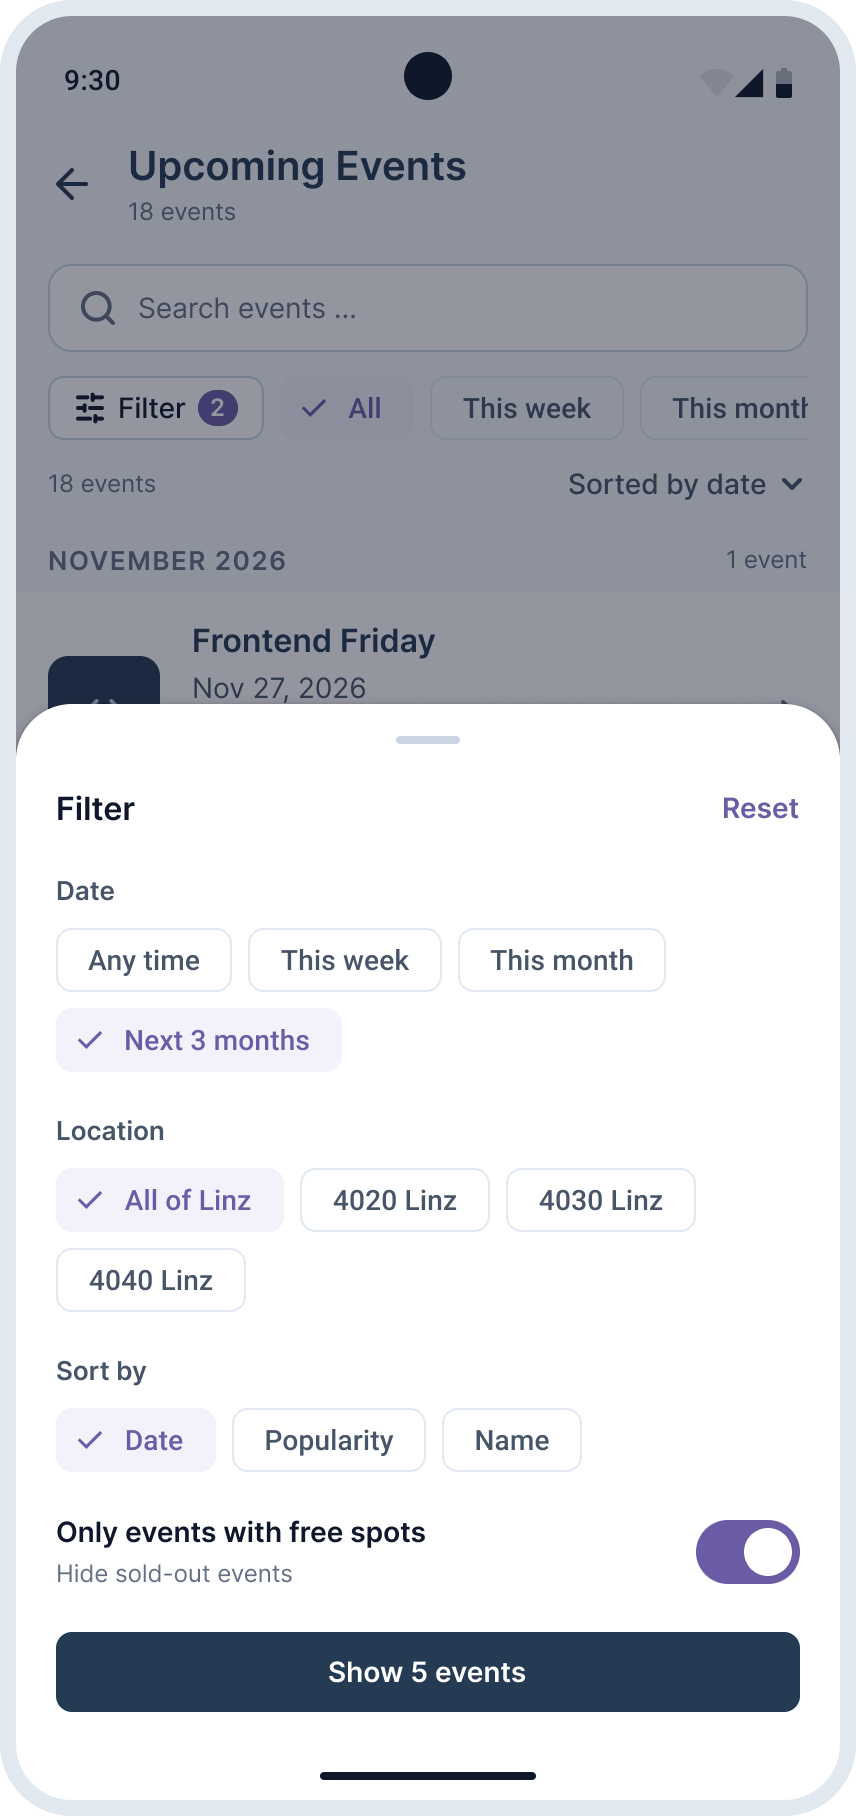 9:30
Upcoming Events
18 events
Search events ...
Filter 2 All This week This month
18 events Sorted by date
NOVEMBER 2026 1 event
Frontend Friday
Nov 27, 2026
Filter Reset
Date
Any time This week This month
Next 3 months
Location
All of Linz 4020 Linz 4030 Linz
4040 Linz
Sort by
Date Popularity Name
Only events with free spots
Hide sold-out events
Show 5 events